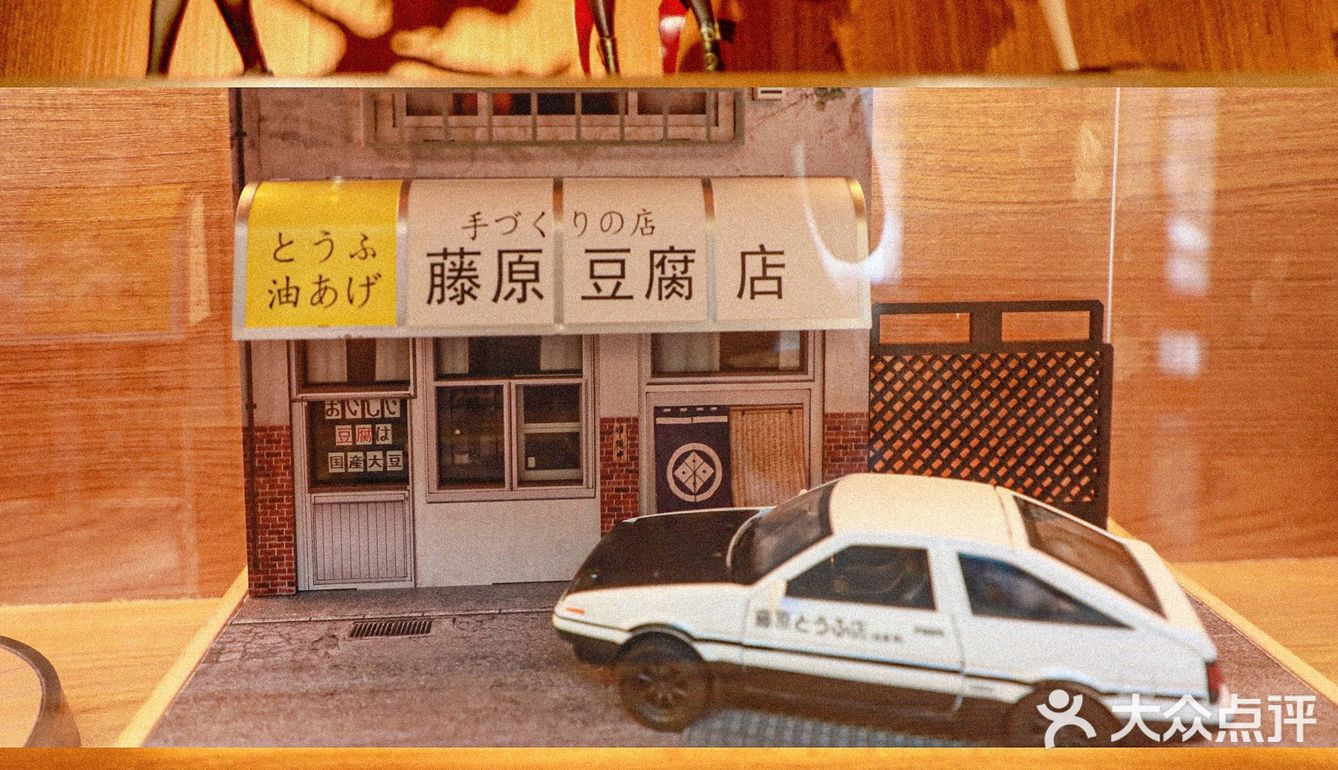 とうふ
油あげ
手づくりの店
藤原豆腐店
おいしい
豆腐は
国産大豆
藤原とうふ店
大众点评